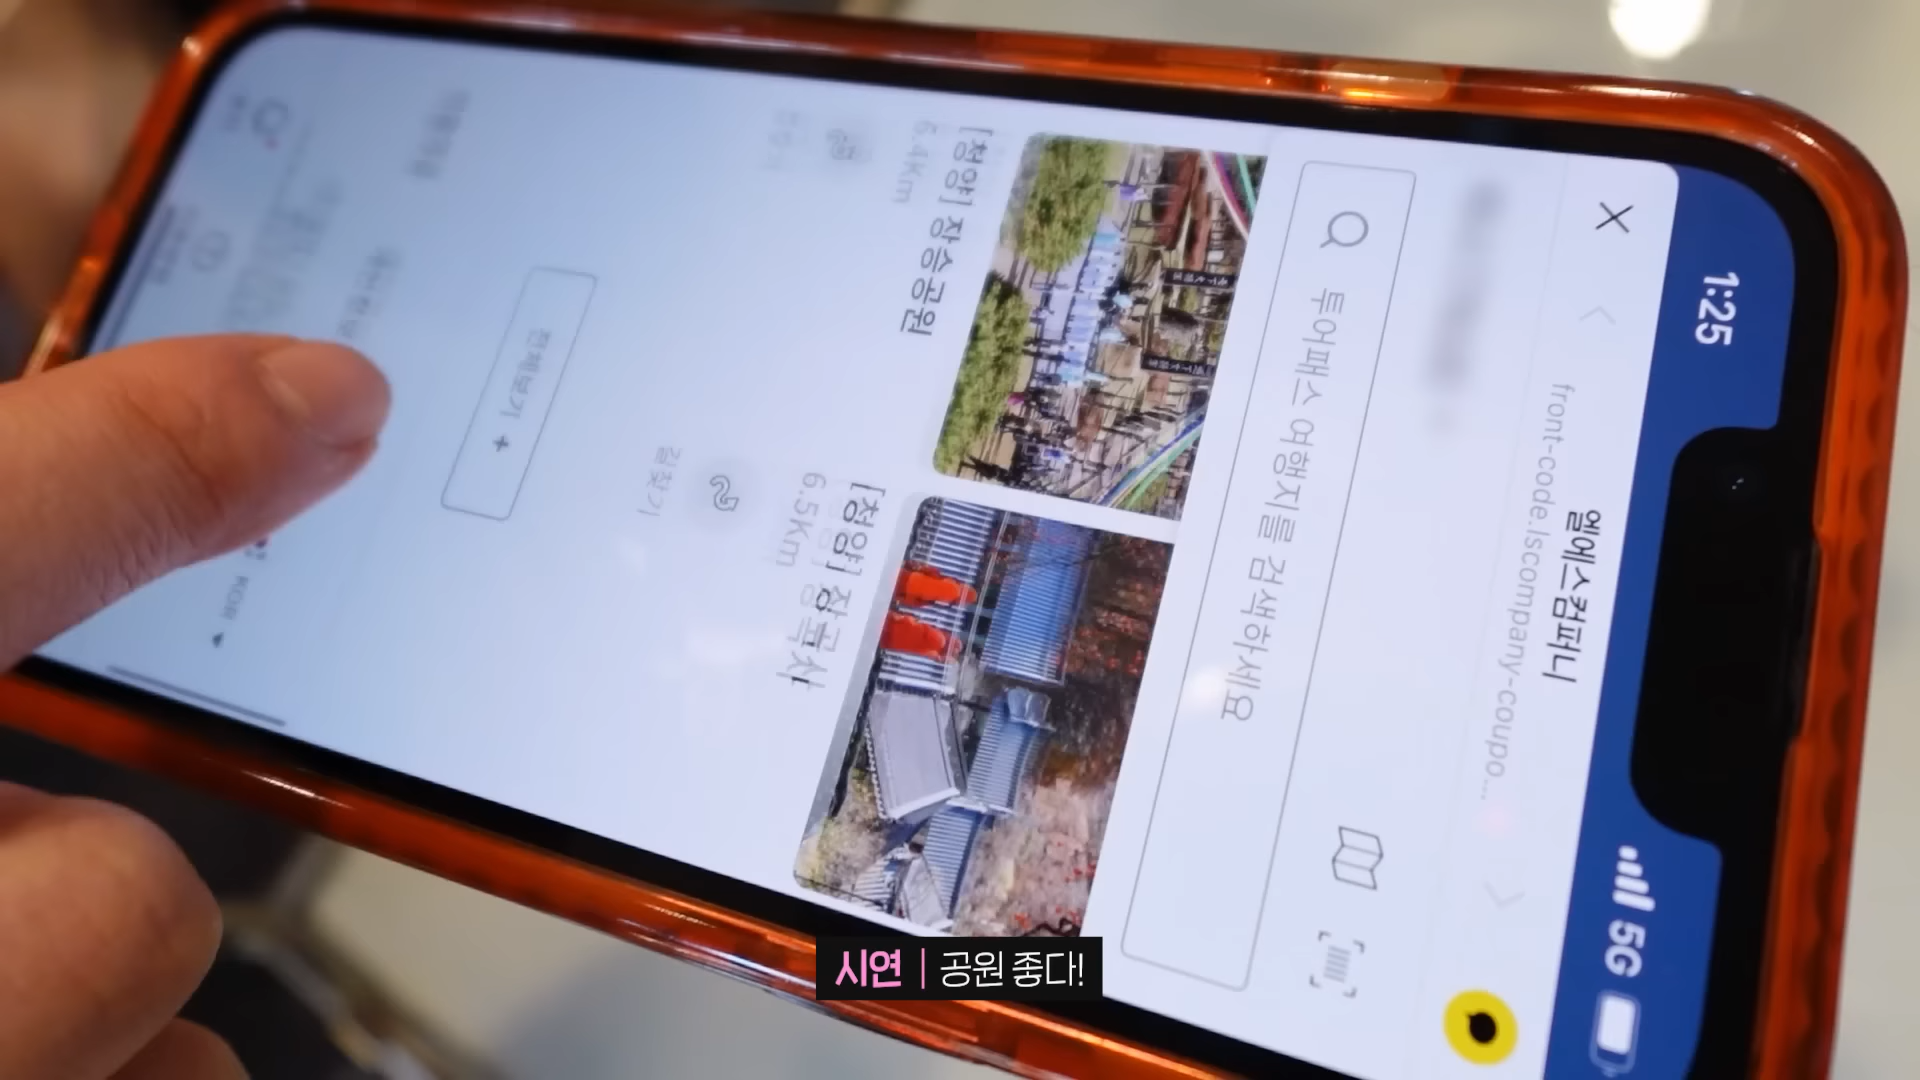 1:25
5G
엘에스컴퍼니
front-code.lscompany-coupo...
투어패스 여행지를 검색하세요
[청양] 장승공원
6.4km
[청양] 장곡사
6.5km
길찾기
전체보기 +
KOR
시연 | 공원 좋다!